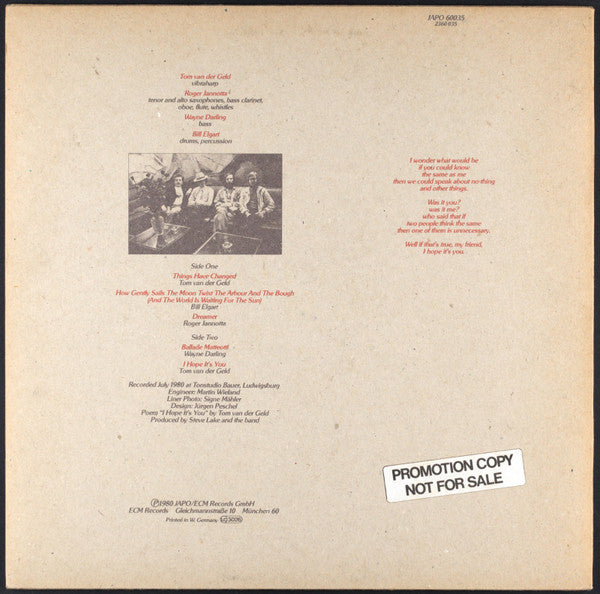 JAPO 60035
2360 035
Tom van der Geld
vibraharp
Roger Jannotta
tenor and alto saxophones, bass clarinet,
oboe, flute, whistles
Wayne Darling
bass
Bill Elgart
drums, percussion
Side One
Things Have Changed
Tom van der Geld
How Gently Sails The Moon Twixt The Arbour And The Bough
(And The World Is Waiting For The Sun)
Bill Elgart
Dreamer
Roger Jannotta
Side Two
Ballade Matteotti
Wayne Darling
I Hope It's You
Tom van der Geld
Recorded July 1980 at Tonstudio Bauer, Ludwigsburg
Engineer: Martin Wieland
Liner Photo: Signe Mähler
Design: Jürgen Peschel
Poem "I Hope It's You" by Tom van der Geld
Produced by Steve Lake and the band
Ⓟ1980 JAPO/ECM Records GmbH
ECM Records Gleichmannstraße 10 München 60
Printed in W. Germany
I wonder what would be
if you could know
the same as me
then we could speak about no-thing
and other things.
Was it you?
was it me?
who said that if
two people think the same
then one of them is unnecessary.
Well if that's true, my friend,
I hope it's you.
PROMOTION COPY
NOT FOR SALE